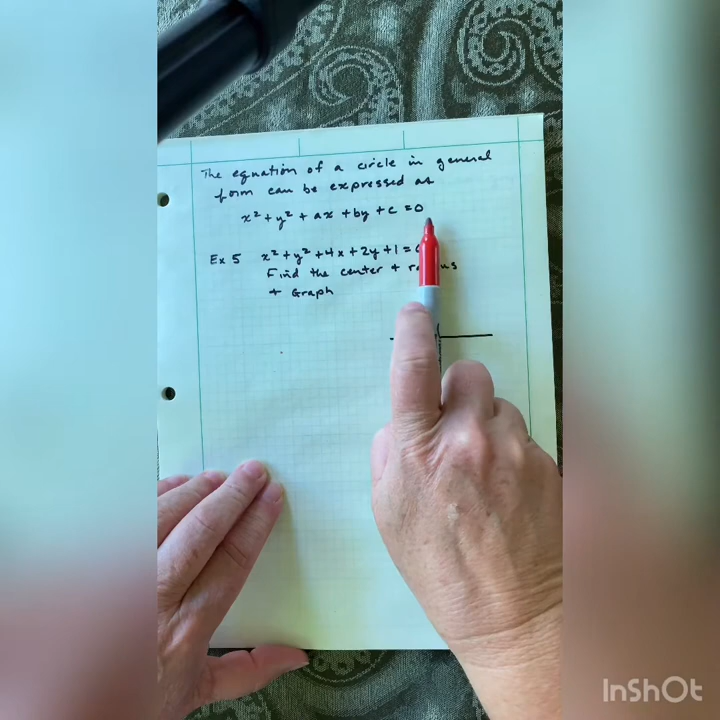 The equation of a circle in general
form can be expressed as
x² + y² + ax + by + c = 0
Ex 5 x² + y² + 4x + 2y + 1 =
Find the center +
+ Graph
InShOt